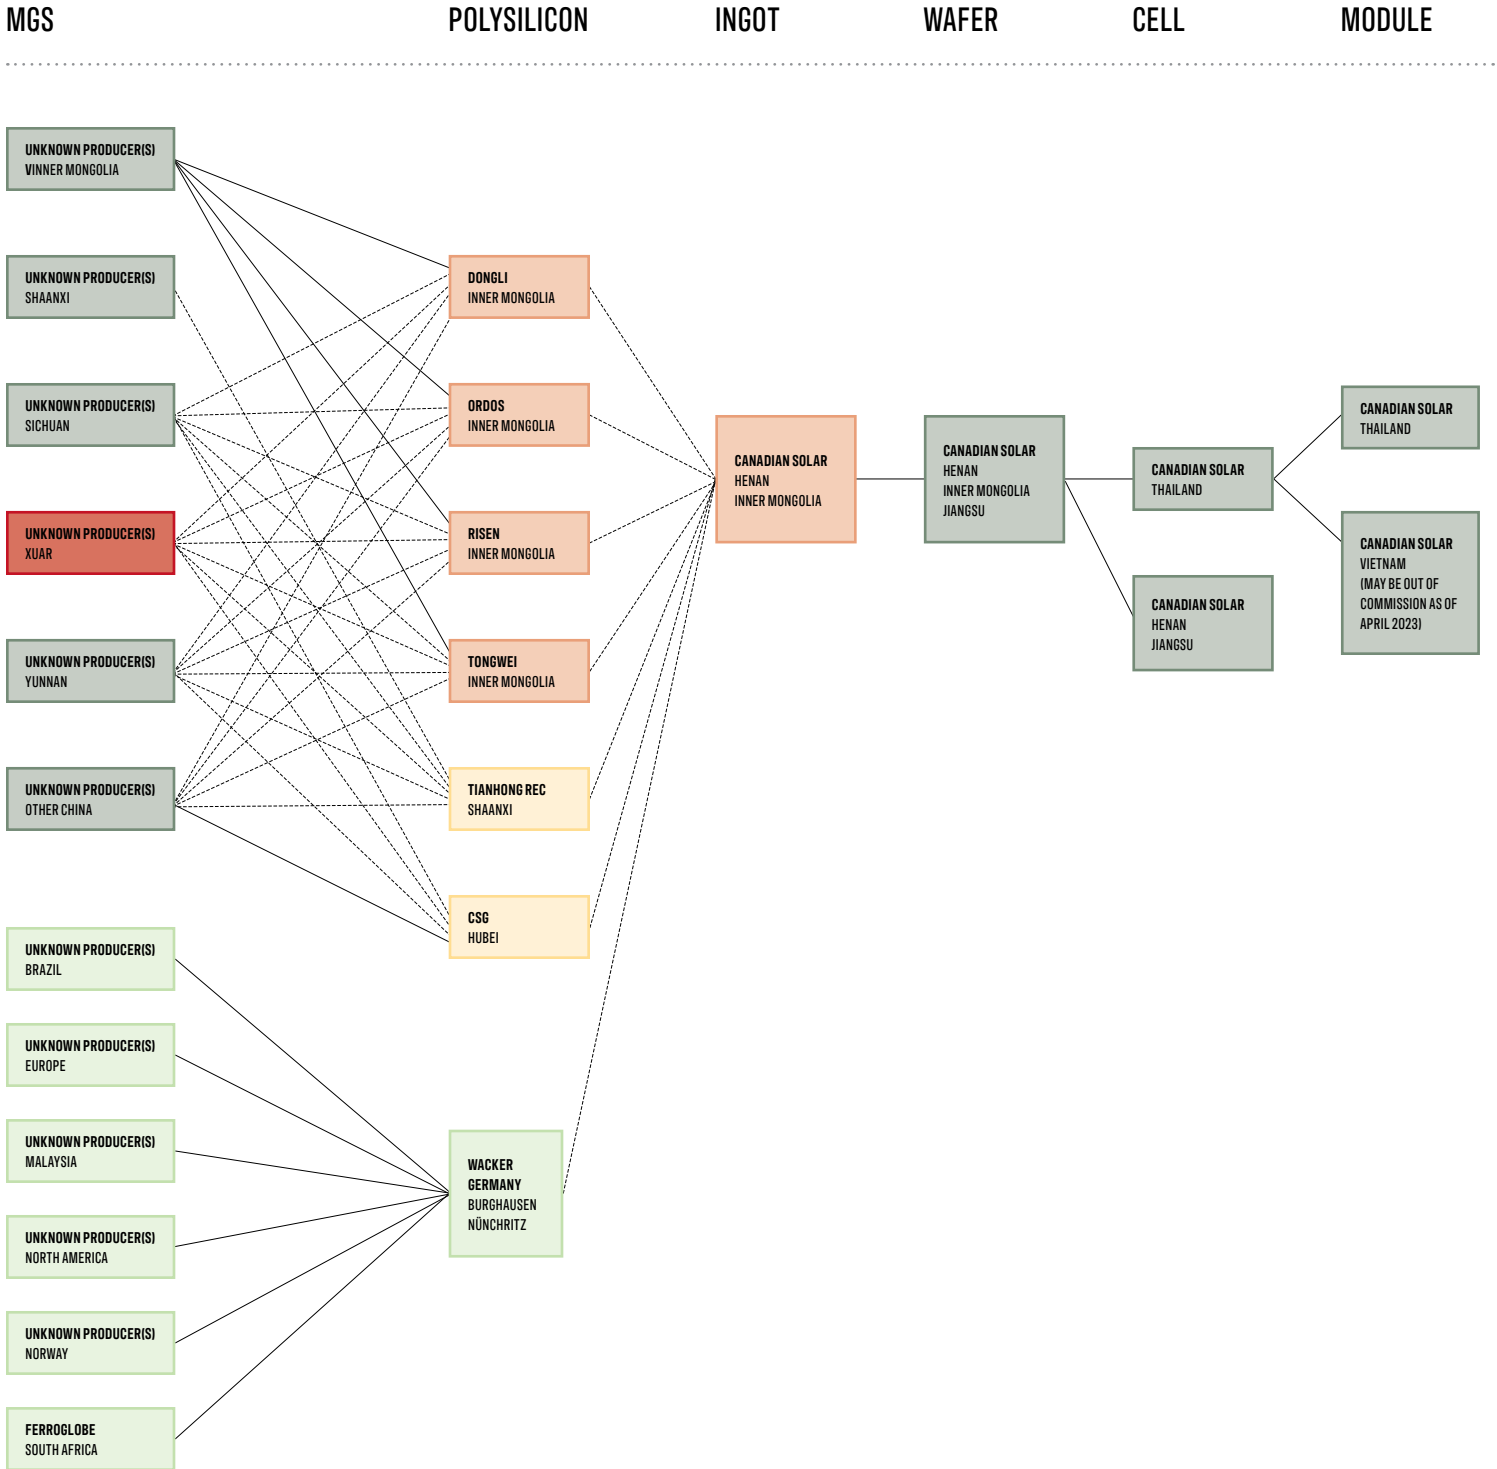 MGS
POLYSILICON
INGOT
WAFER
CELL
MODULE
UNKNOWN PRODUCER(S)
VINNER MONGOLIA
UNKNOWN PRODUCER(S)
SHAANXI
UNKNOWN PRODUCER(S)
SICHUAN
UNKNOWN PRODUCER(S)
XUAR
UNKNOWN PRODUCER(S)
YUNNAN
UNKNOWN PRODUCER(S)
OTHER CHINA
UNKNOWN PRODUCER(S)
BRAZIL
UNKNOWN PRODUCER(S)
EUROPE
UNKNOWN PRODUCER(S)
MALAYSIA
UNKNOWN PRODUCER(S)
NORTH AMERICA
UNKNOWN PRODUCER(S)
NORWAY
FERROGLOBE
SOUTH AFRICA
DONGLI
INNER MONGOLIA
ORDOS
INNER MONGOLIA
RISEN
INNER MONGOLIA
TONGWEI
INNER MONGOLIA
TIANHONG REC
SHAANXI
CSG
HUBEI
WACKER
GERMANY
BURGHAUSEN
NÜNCHRITZ
CANADIAN SOLAR
HENAN
INNER MONGOLIA
CANADIAN SOLAR
HENAN
INNER MONGOLIA
JIANGSU
CANADIAN SOLAR
THAILAND
CANADIAN SOLAR
HENAN
JIANGSU
CANADIAN SOLAR
THAILAND
CANADIAN SOLAR
VIETNAM
(MAY BE OUT OF
COMMISSION AS OF
APRIL 2023)